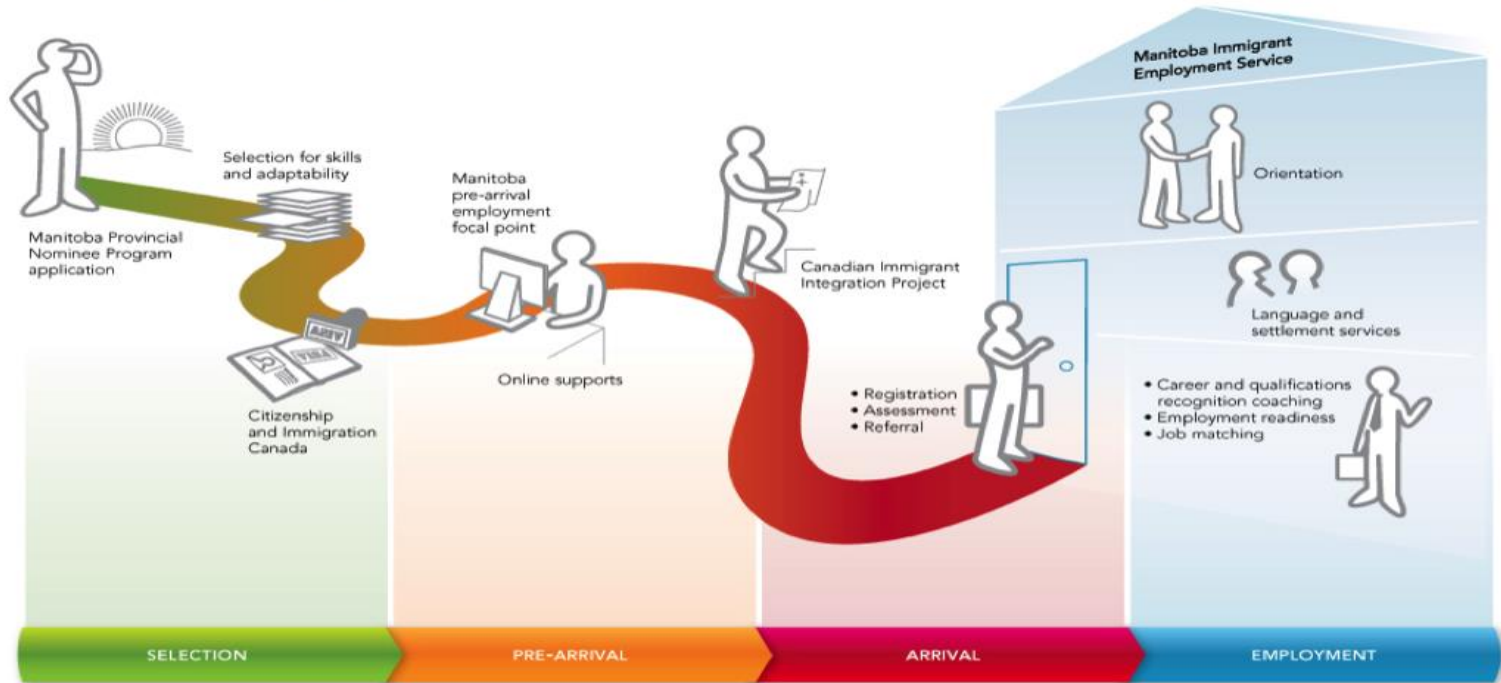 Manitoba Immigrant
Employment Service
Orientation
Selection for skills
and adaptability
Manitoba
pre-arrival
employment
focal point
Manitoba Provincial
Nominee Program
application
Canadian Immigrant
Integration Project
Language and
settlement services
VISA
VISA
Online supports
• Registration
• Assessment
• Referral
• Career and qualifications
recognition coaching
• Employment readiness
• Job matching
Citizenship
and Immigration
Canada
SELECTION
PRE-ARRIVAL
ARRIVAL
EMPLOYMENT